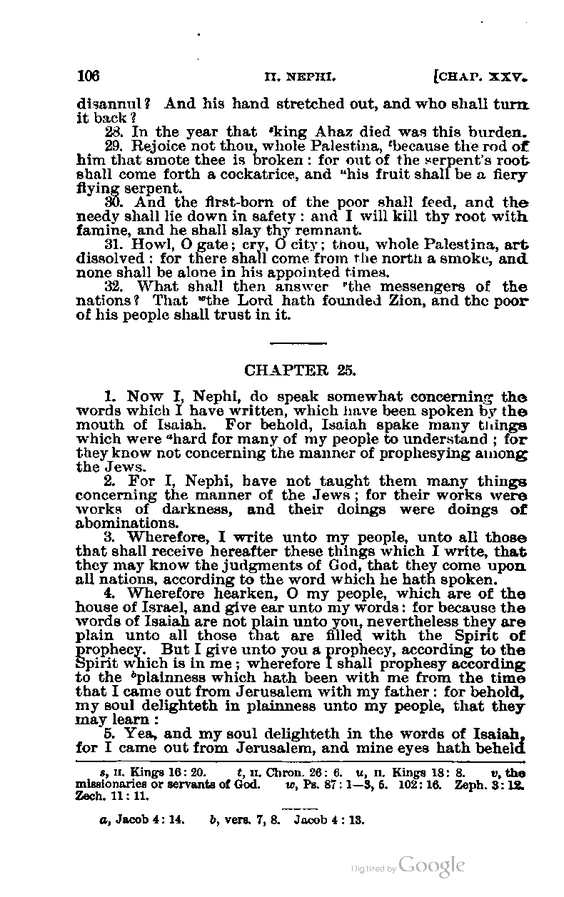 106 II. NEPHI. [CHAP. XXV.
disannul? And his hand stretched out, and who shall turn
it back?
28. In the year that ˢking Ahaz died was this burden.
29. Rejoice not thou, whole Palestina, ᵗbecause the rod of
him that smote thee is broken: for out of the serpent's root
shall come forth a cockatrice, and ᵘhis fruit shall be a fiery
flying serpent.
30. And the first-born of the poor shall feed, and the
needy shall lie down in safety: and I will kill thy root with
famine, and he shall slay thy remnant.
31. Howl, O gate; cry, O city; thou, whole Palestina, art
dissolved: for there shall come from the north a smoke, and
none shall be alone in his appointed times.
32. What shall then answer ᵛthe messengers of the
nations? That ʷthe Lord hath founded Zion, and the poor
of his people shall trust in it.
CHAPTER 25.
1. Now I, Nephi, do speak somewhat concerning the
words which I have written, which have been spoken by the
mouth of Isaiah. For behold, Isaiah spake many things
which were ᵃhard for many of my people to understand; for
they know not concerning the manner of prophesying among
the Jews.
2. For I, Nephi, have not taught them many things
concerning the manner of the Jews; for their works were
works of darkness, and their doings were doings of
abominations.
3. Wherefore, I write unto my people, unto all those
that shall receive hereafter these things which I write, that
they may know the judgments of God, that they come upon
all nations, according to the word which he hath spoken.
4. Wherefore hearken, O my people, which are of the
house of Israel, and give ear unto my words: for because the
words of Isaiah are not plain unto you, nevertheless they are
plain unto all those that are filled with the Spirit of
prophecy. But I give unto you a prophecy, according to the
Spirit which is in me; wherefore I shall prophesy according
to the ᵇplainness which hath been with me from the time
that I came out from Jerusalem with my father: for behold,
my soul delighteth in plainness unto my people, that they
may learn:
5. Yea, and my soul delighteth in the words of Isaiah,
for I came out from Jerusalem, and mine eyes hath beheld
s, II. Kings 16: 20. t, II. Chron. 26: 6. u, II. Kings 18: 8. v, the
missionaries or servants of God. w, Ps. 87: 1—3, 5. 102: 16. Zeph. 3: 12.
Zech. 11: 11.
a, Jacob 4: 14. b, vers. 7, 8. Jacob 4: 13.
Digitized by Google